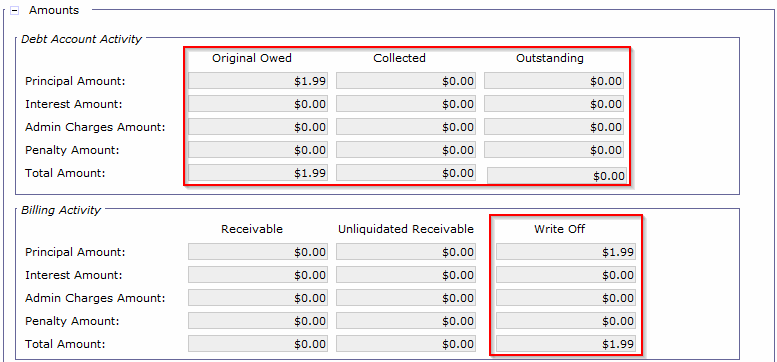 Amounts
Debt Account Activity
Original Owed Collected Outstanding
Principal Amount: $1.99 $0.00 $0.00
Interest Amount: $0.00 $0.00 $0.00
Admin Charges Amount: $0.00 $0.00 $0.00
Penalty Amount: $0.00 $0.00 $0.00
Total Amount: $1.99 $0.00 $0.00
Billing Activity
Receivable Unliquidated Receivable Write Off
Principal Amount: $0.00 $0.00 $1.99
Interest Amount: $0.00 $0.00 $0.00
Admin Charges Amount: $0.00 $0.00 $0.00
Penalty Amount: $0.00 $0.00 $0.00
Total Amount: $0.00 $0.00 $1.99